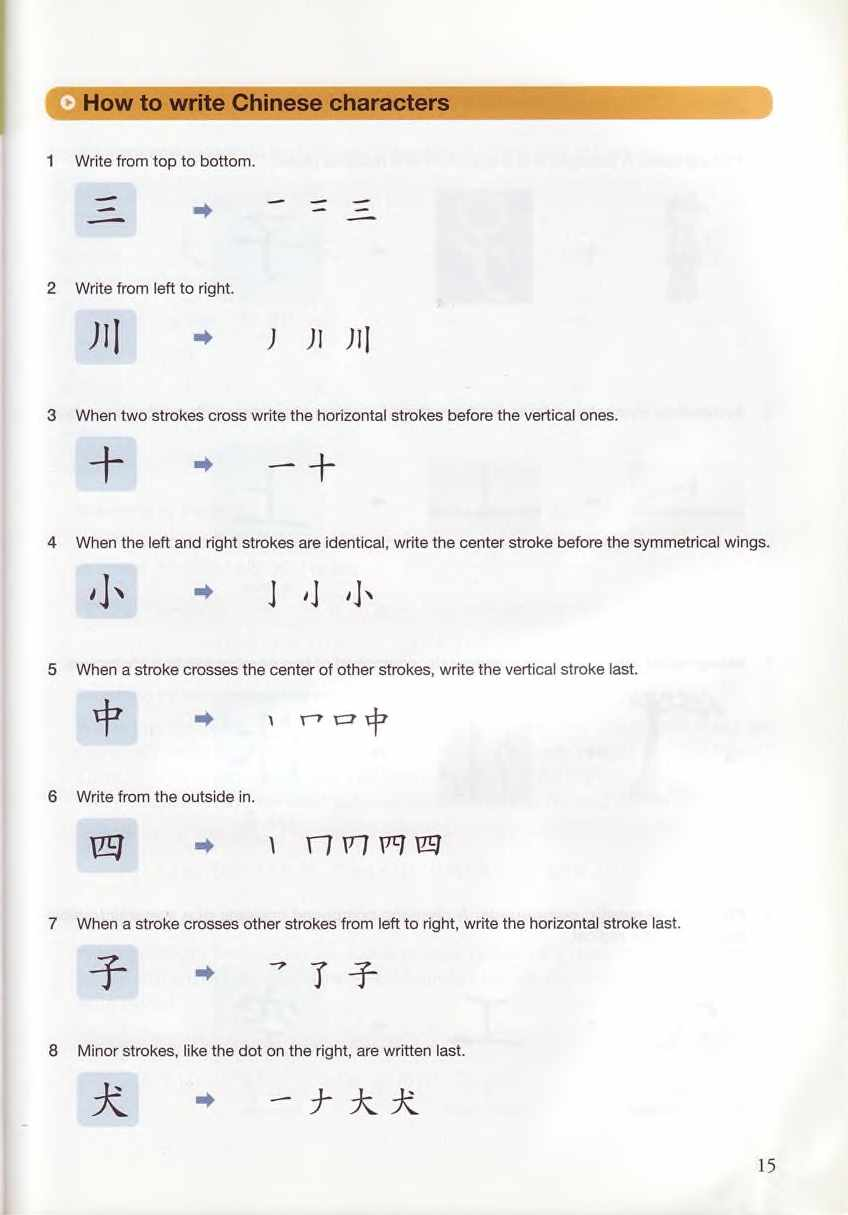 How to write Chinese characters
1 Write from top to bottom.
三 ➡ 一 二 三
2 Write from left to right.
川 ➡ 丿 川
3 When two strokes cross write the horizontal strokes before the vertical ones.
十 ➡ 一 十
4 When the left and right strokes are identical, write the center stroke before the symmetrical wings.
小 ➡ 亅 小
5 When a stroke crosses the center of other strokes, write the vertical stroke last.
中 ➡ 丨 口 中
6 Write from the outside in.
四 ➡ 丨 冂 四
7 When a stroke crosses other strokes from left to right, write the horizontal stroke last.
子 ➡ 乛 了 子
8 Minor strokes, like the dot on the right, are written last.
犬 ➡ 一 ナ 大 犬
15